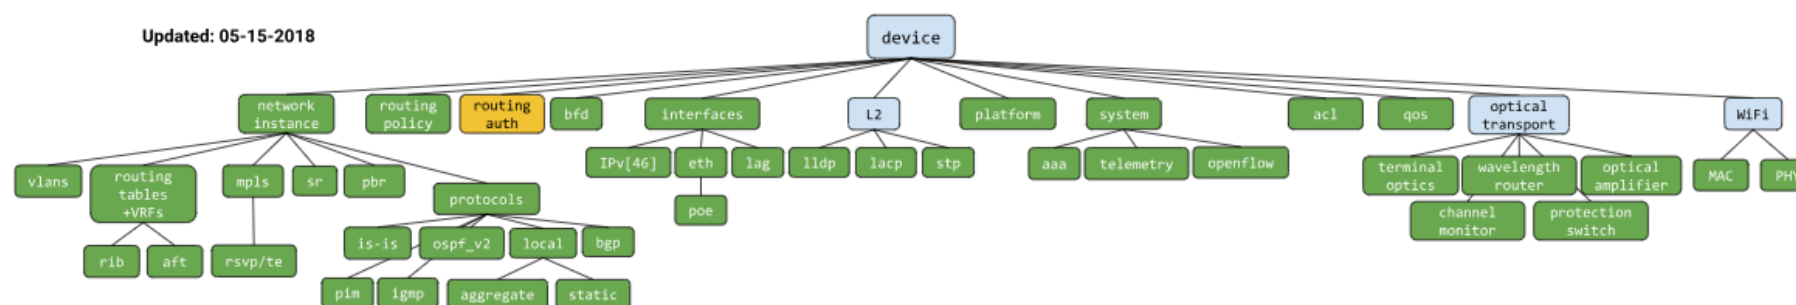 Updated: 05-15-2018
device
network
instance
routing
policy
routing
auth
bfd
interfaces
L2
platform
system
acl
qos
optical
transport
WiFi
IPv[46]
eth
lag
lldp
lacp
stp
aaa
telemetry
openflow
terminal
optics
wavelength
router
optical
amplifier
MAC
PHY
vlans
routing
tables
+VRFs
mpls
sr
pbr
protocols
poe
channel
monitor
protection
switch
is-is
ospf_v2
local
bgp
rib
aft
rsvp/te
pim
igmp
aggregate
static